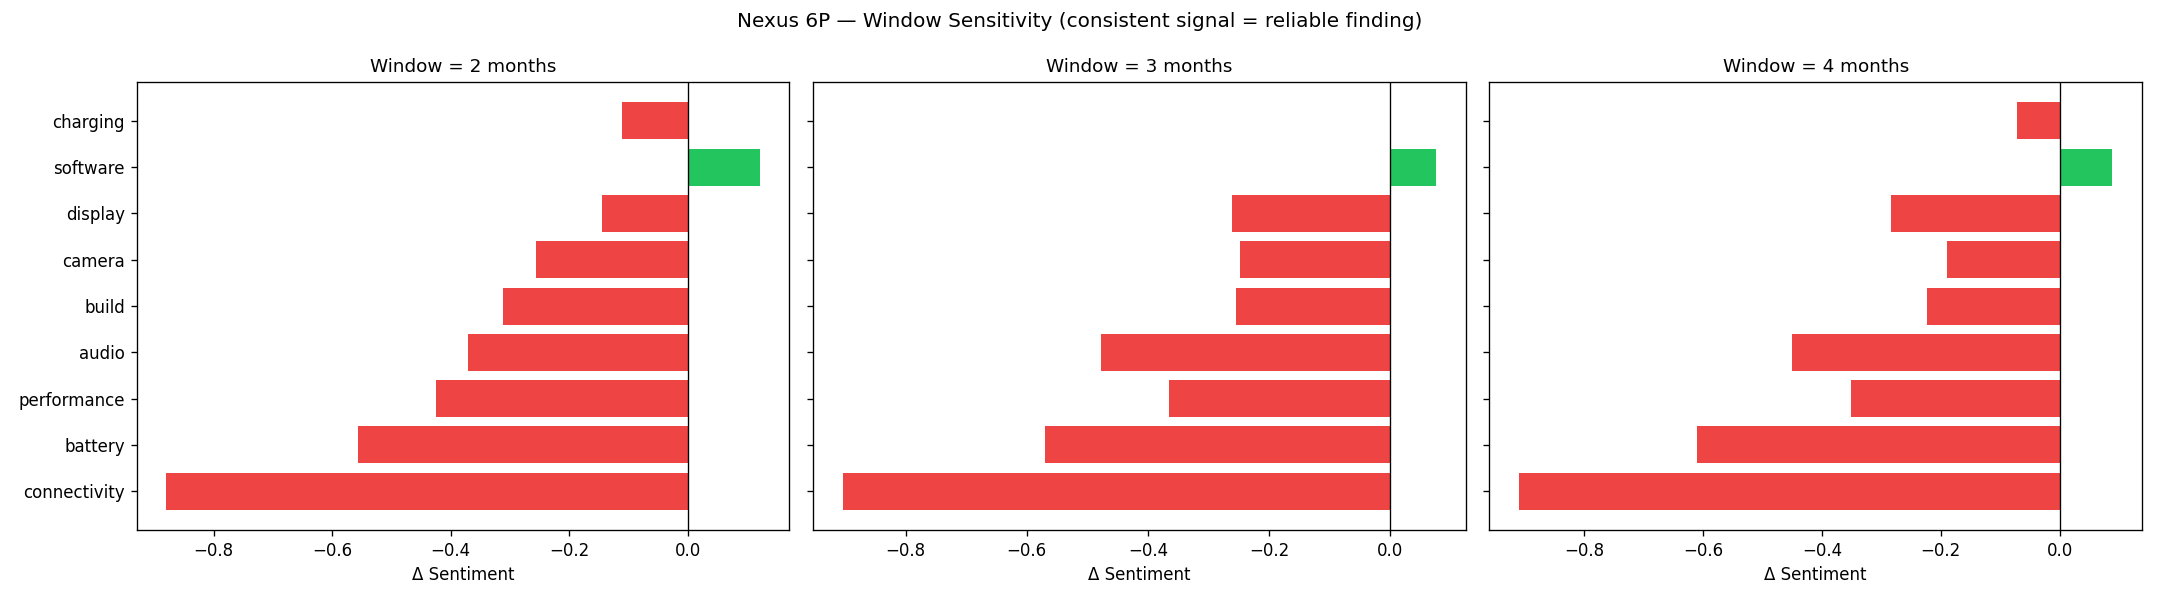 Nexus 6P — Window Sensitivity (consistent signal = reliable finding)
Window = 2 months
charging
software
display
camera
build
audio
performance
battery
connectivity
−0.8 −0.6 −0.4 −0.2 0.0
Δ Sentiment
Window = 3 months
−0.8 −0.6 −0.4 −0.2 0.0
Δ Sentiment
Window = 4 months
−0.8 −0.6 −0.4 −0.2 0.0
Δ Sentiment